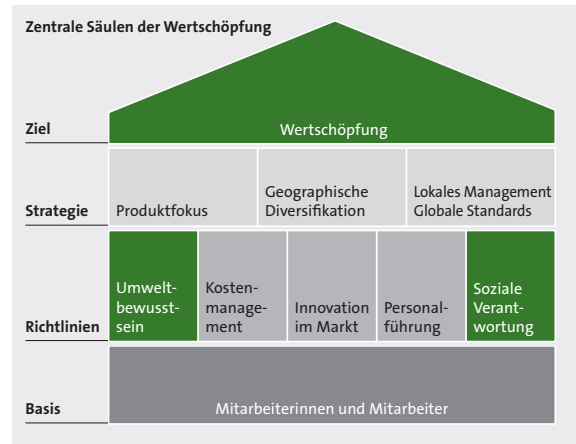 Zentrale Säulen der Wertschöpfung
Ziel
Wertschöpfung
Strategie
Produktfokus
Geographische
Diversifikation
Lokales Management
Globale Standards
Richtlinien
Umwelt-
bewusst-
sein
Kosten-
manage-
ment
Innovation
im Markt
Personal-
führung
Soziale
Verant-
wortung
Basis
Mitarbeiterinnen und Mitarbeiter